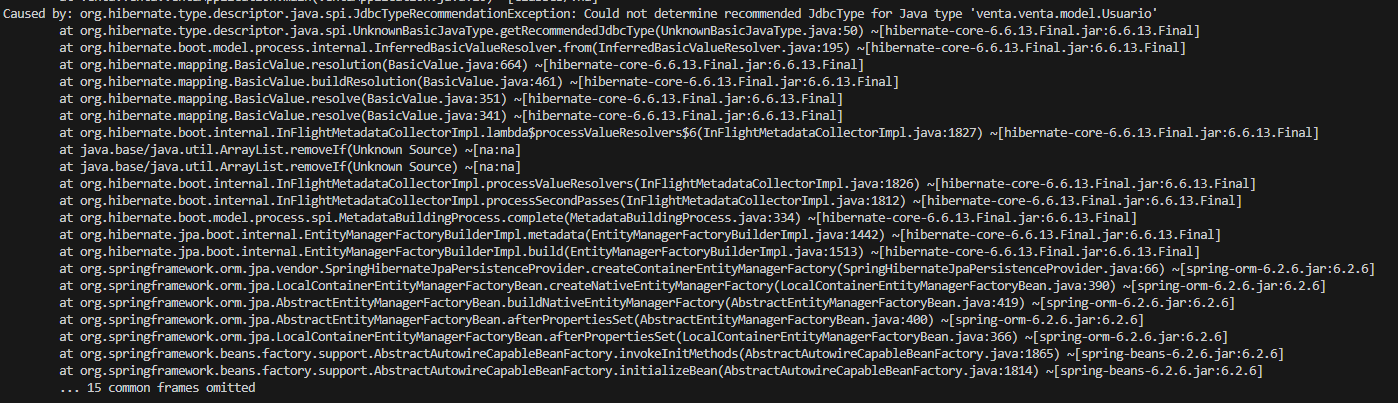 Caused by: org.hibernate.type.descriptor.java.spi.JdbcTypeRecommendationException: Could not determine recommended JdbcType for Java type 'venta.venta.model.Usuario'
at org.hibernate.type.descriptor.java.spi.UnknownBasicJavaType.getRecommendedJdbcType(UnknownBasicJavaType.java:50) ~[hibernate-core-6.6.13.Final.jar:6.6.13.Final]
at org.hibernate.boot.model.process.internal.InferredBasicValueResolver.from(InferredBasicValueResolver.java:195) ~[hibernate-core-6.6.13.Final.jar:6.6.13.Final]
at org.hibernate.mapping.BasicValue.resolution(BasicValue.java:664) ~[hibernate-core-6.6.13.Final.jar:6.6.13.Final]
at org.hibernate.mapping.BasicValue.buildResolution(BasicValue.java:461) ~[hibernate-core-6.6.13.Final.jar:6.6.13.Final]
at org.hibernate.mapping.BasicValue.resolve(BasicValue.java:351) ~[hibernate-core-6.6.13.Final.jar:6.6.13.Final]
at org.hibernate.mapping.BasicValue.resolve(BasicValue.java:341) ~[hibernate-core-6.6.13.Final.jar:6.6.13.Final]
at org.hibernate.boot.internal.InFlightMetadataCollectorImpl.lambda$processValueResolvers$6(InFlightMetadataCollectorImpl.java:1827) ~[hibernate-core-6.6.13.Final.jar:6.6.13.Final]
at java.base/java.util.ArrayList.removeIf(Unknown Source) ~[na:na]
at java.base/java.util.ArrayList.removeIf(Unknown Source) ~[na:na]
at org.hibernate.boot.internal.InFlightMetadataCollectorImpl.processValueResolvers(InFlightMetadataCollectorImpl.java:1826) ~[hibernate-core-6.6.13.Final.jar:6.6.13.Final]
at org.hibernate.boot.internal.InFlightMetadataCollectorImpl.processSecondPasses(InFlightMetadataCollectorImpl.java:1812) ~[hibernate-core-6.6.13.Final.jar:6.6.13.Final]
at org.hibernate.boot.model.process.spi.MetadataBuildingProcess.complete(MetadataBuildingProcess.java:334) ~[hibernate-core-6.6.13.Final.jar:6.6.13.Final]
at org.hibernate.jpa.boot.internal.EntityManagerFactoryBuilderImpl.metadata(EntityManagerFactoryBuilderImpl.java:1442) ~[hibernate-core-6.6.13.Final.jar:6.6.13.Final]
at org.hibernate.jpa.boot.internal.EntityManagerFactoryBuilderImpl.build(EntityManagerFactoryBuilderImpl.java:1513) ~[hibernate-core-6.6.13.Final.jar:6.6.13.Final]
at org.springframework.orm.jpa.vendor.SpringHibernateJpaPersistenceProvider.createContainerEntityManagerFactory(SpringHibernateJpaPersistenceProvider.java:66) ~[spring-orm-6.2.6.jar:6.2.6]
at org.springframework.orm.jpa.LocalContainerEntityManagerFactoryBean.createNativeEntityManagerFactory(LocalContainerEntityManagerFactoryBean.java:390) ~[spring-orm-6.2.6.jar:6.2.6]
at org.springframework.orm.jpa.AbstractEntityManagerFactoryBean.buildNativeEntityManagerFactory(AbstractEntityManagerFactoryBean.java:419) ~[spring-orm-6.2.6.jar:6.2.6]
at org.springframework.orm.jpa.AbstractEntityManagerFactoryBean.afterPropertiesSet(AbstractEntityManagerFactoryBean.java:400) ~[spring-orm-6.2.6.jar:6.2.6]
at org.springframework.orm.jpa.LocalContainerEntityManagerFactoryBean.afterPropertiesSet(LocalContainerEntityManagerFactoryBean.java:366) ~[spring-orm-6.2.6.jar:6.2.6]
at org.springframework.beans.factory.support.AbstractAutowireCapableBeanFactory.invokeInitMethods(AbstractAutowireCapableBeanFactory.java:1865) ~[spring-beans-6.2.6.jar:6.2.6]
at org.springframework.beans.factory.support.AbstractAutowireCapableBeanFactory.initializeBean(AbstractAutowireCapableBeanFactory.java:1814) ~[spring-beans-6.2.6.jar:6.2.6]
... 15 common frames omitted